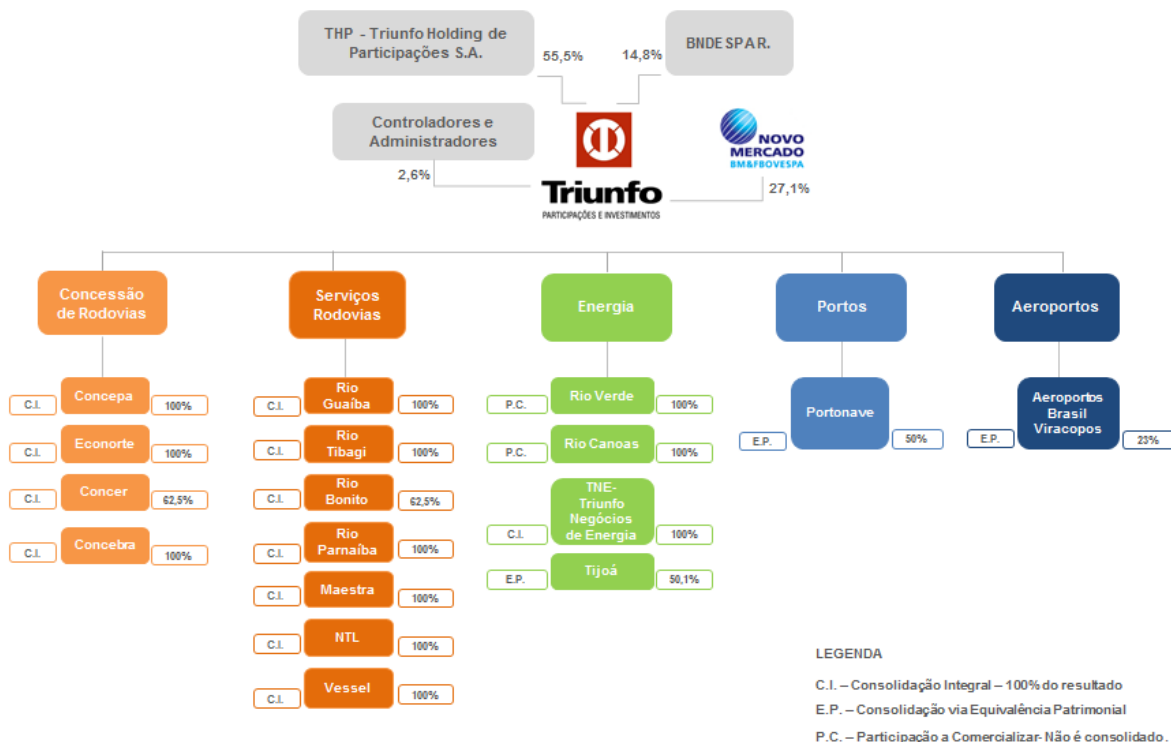 THP - Triunfo Holding de
Participações S.A.
55,5%
14,8%
BNDESPAR.
Controladores e
Administradores
2,6%
Triunfo
PARTICIPAÇÕES E INVESTIMENTOS
NOVO
MERCADO
BM&FBOVESPA
27,1%
Concessão
de Rodovias
Serviços
Rodovias
Energia
Portos
Aeroportos
C.I.
Concepa
100%
C.I.
Econorte
100%
C.I.
Concer
62,5%
C.I.
Concebra
100%
C.I.
Rio
Guaíba
100%
C.I.
Rio
Tibagi
100%
C.I.
Rio
Bonito
62,5%
C.I.
Rio
Parnaíba
100%
C.I.
Maestra
100%
C.I.
NTL
100%
C.I.
Vessel
100%
P.C.
Rio Verde
100%
P.C.
Rio Canoas
100%
C.I.
TNE-
Triunfo
Negócios
de Energia
100%
E.P.
Tijoá
50,1%
E.P.
Portonave
50%
E.P.
Aeroportos
Brasil
Viracopos
23%
LEGENDA
C.I. – Consolidação Integral – 100% do resultado
E.P. – Consolidação via Equivalência Patrimonial
P.C. – Participação a Comercializar- Não é consolidado.